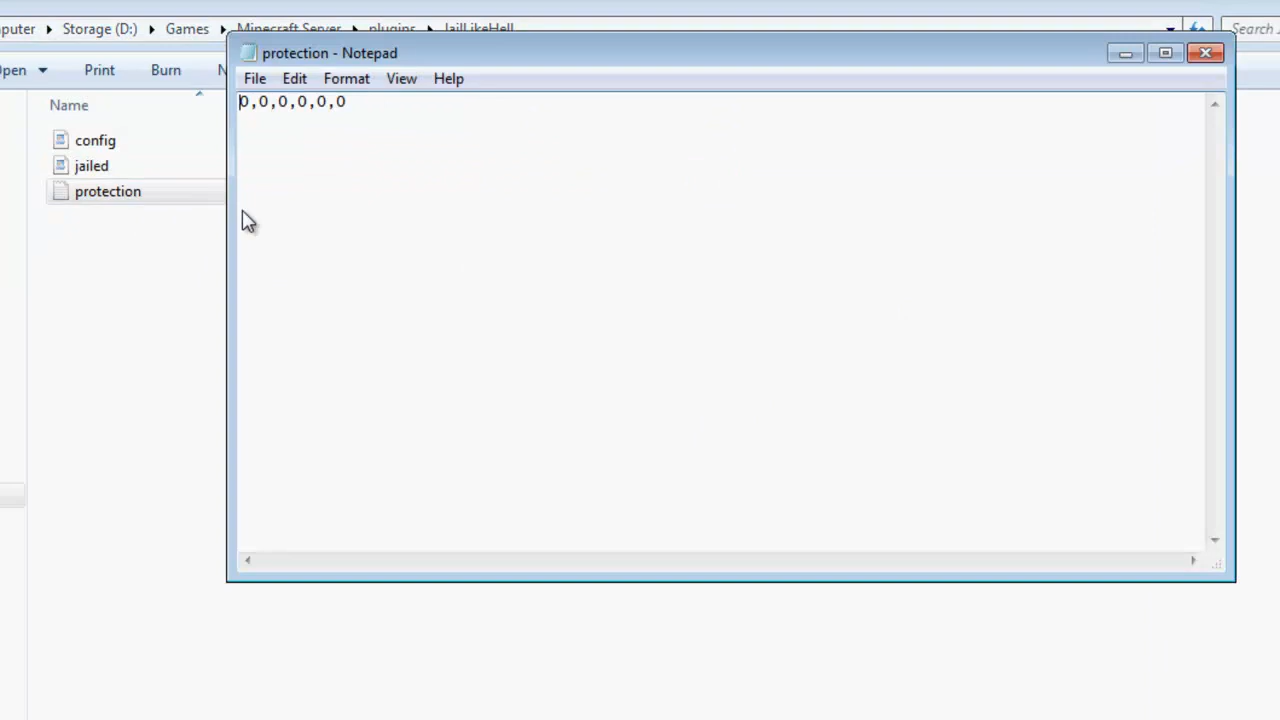 puter Storage (D:) Games Minecraft Server plugins JailLikeHell Search
protection - Notepad
Open Print Burn N
File Edit Format View Help
0,0,0,0,0,0
Name
config
jailed
protection